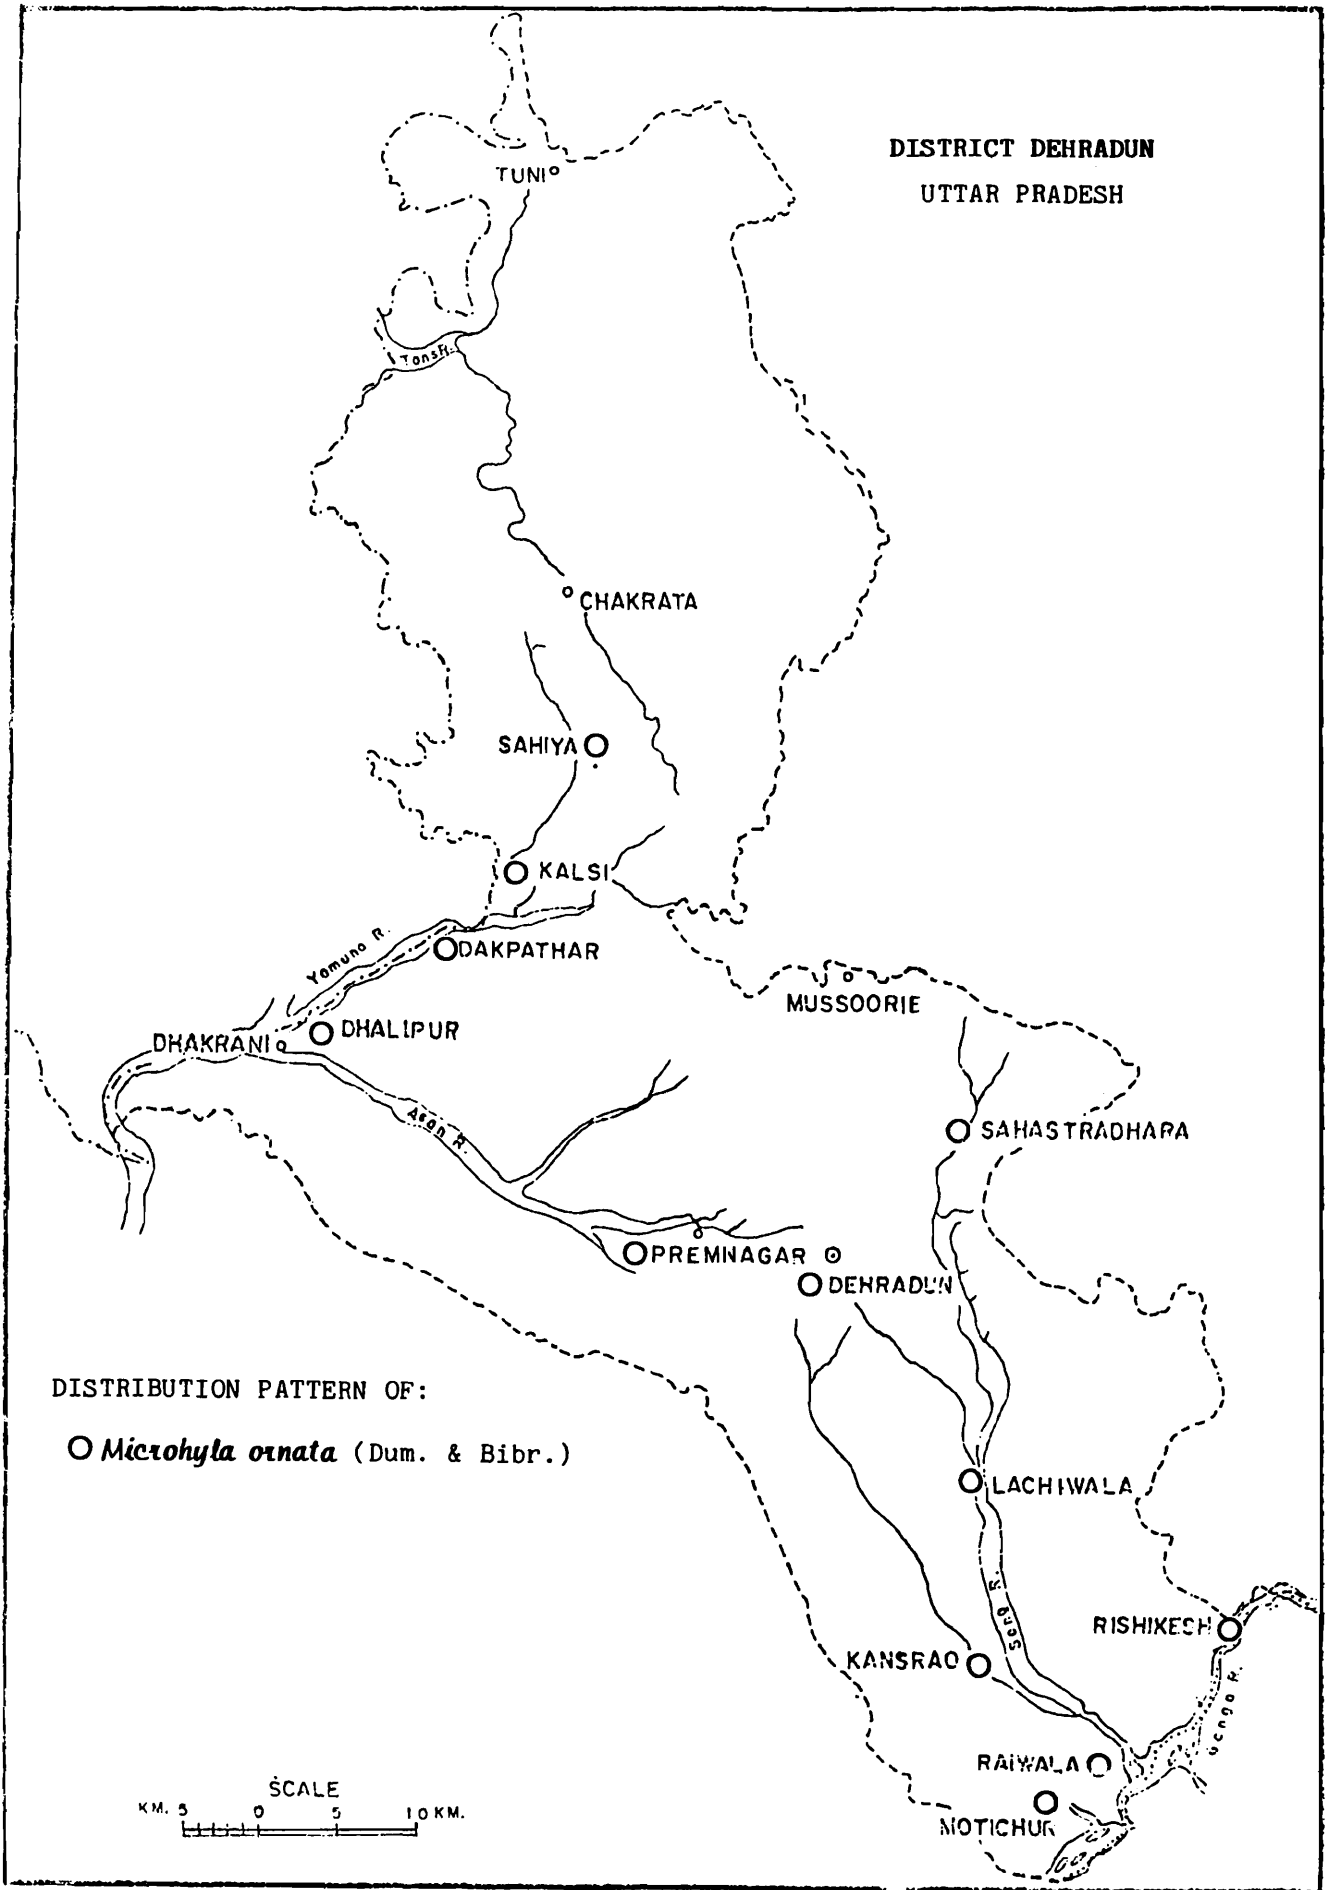 DISTRICT DEHRADUN
UTTAR PRADESH
TUNI
Tons R.
CHAKRATA
SAHIYA
KALSI
Yamuna R.
DAKPATHAR
MUSSOORIE
DHALIPUR
DHAKRANI
Asan R.
SAHASTRADHARA
PREMNAGAR
DEHRADUN
DISTRIBUTION PATTERN OF:
Microhyla ornata (Dum. & Bibr.)
LACHIWALA
Song R.
RISHIKESH
KANSRAO
Ganga R.
RAIWALA
MOTICHUR
SCALE
KM. 5 0 5 10 KM.